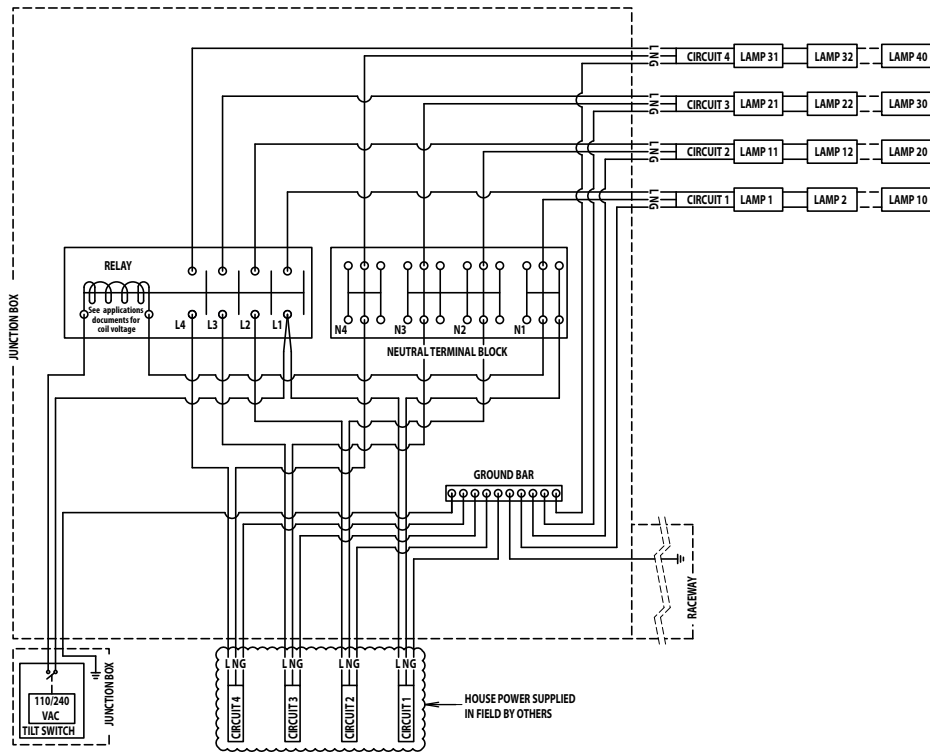 L N G CIRCUIT 4 LAMP 31 LAMP 32 LAMP 40
L N G CIRCUIT 3 LAMP 21 LAMP 22 LAMP 30
L N G CIRCUIT 2 LAMP 11 LAMP 12 LAMP 20
L N G CIRCUIT 1 LAMP 1 LAMP 2 LAMP 10
JUNCTION BOX
RELAY
See applications
documents for
coil voltage
L4 L3 L2 L1
N4 N3 N2 N1
NEUTRAL TERMINAL BLOCK
GROUND BAR
RACEWAY
JUNCTION BOX
110/240
VAC
TILT SWITCH
L N G L N G L N G L N G
CIRCUIT 4 CIRCUIT 3 CIRCUIT 2 CIRCUIT 1
HOUSE POWER SUPPLIED
IN FIELD BY OTHERS